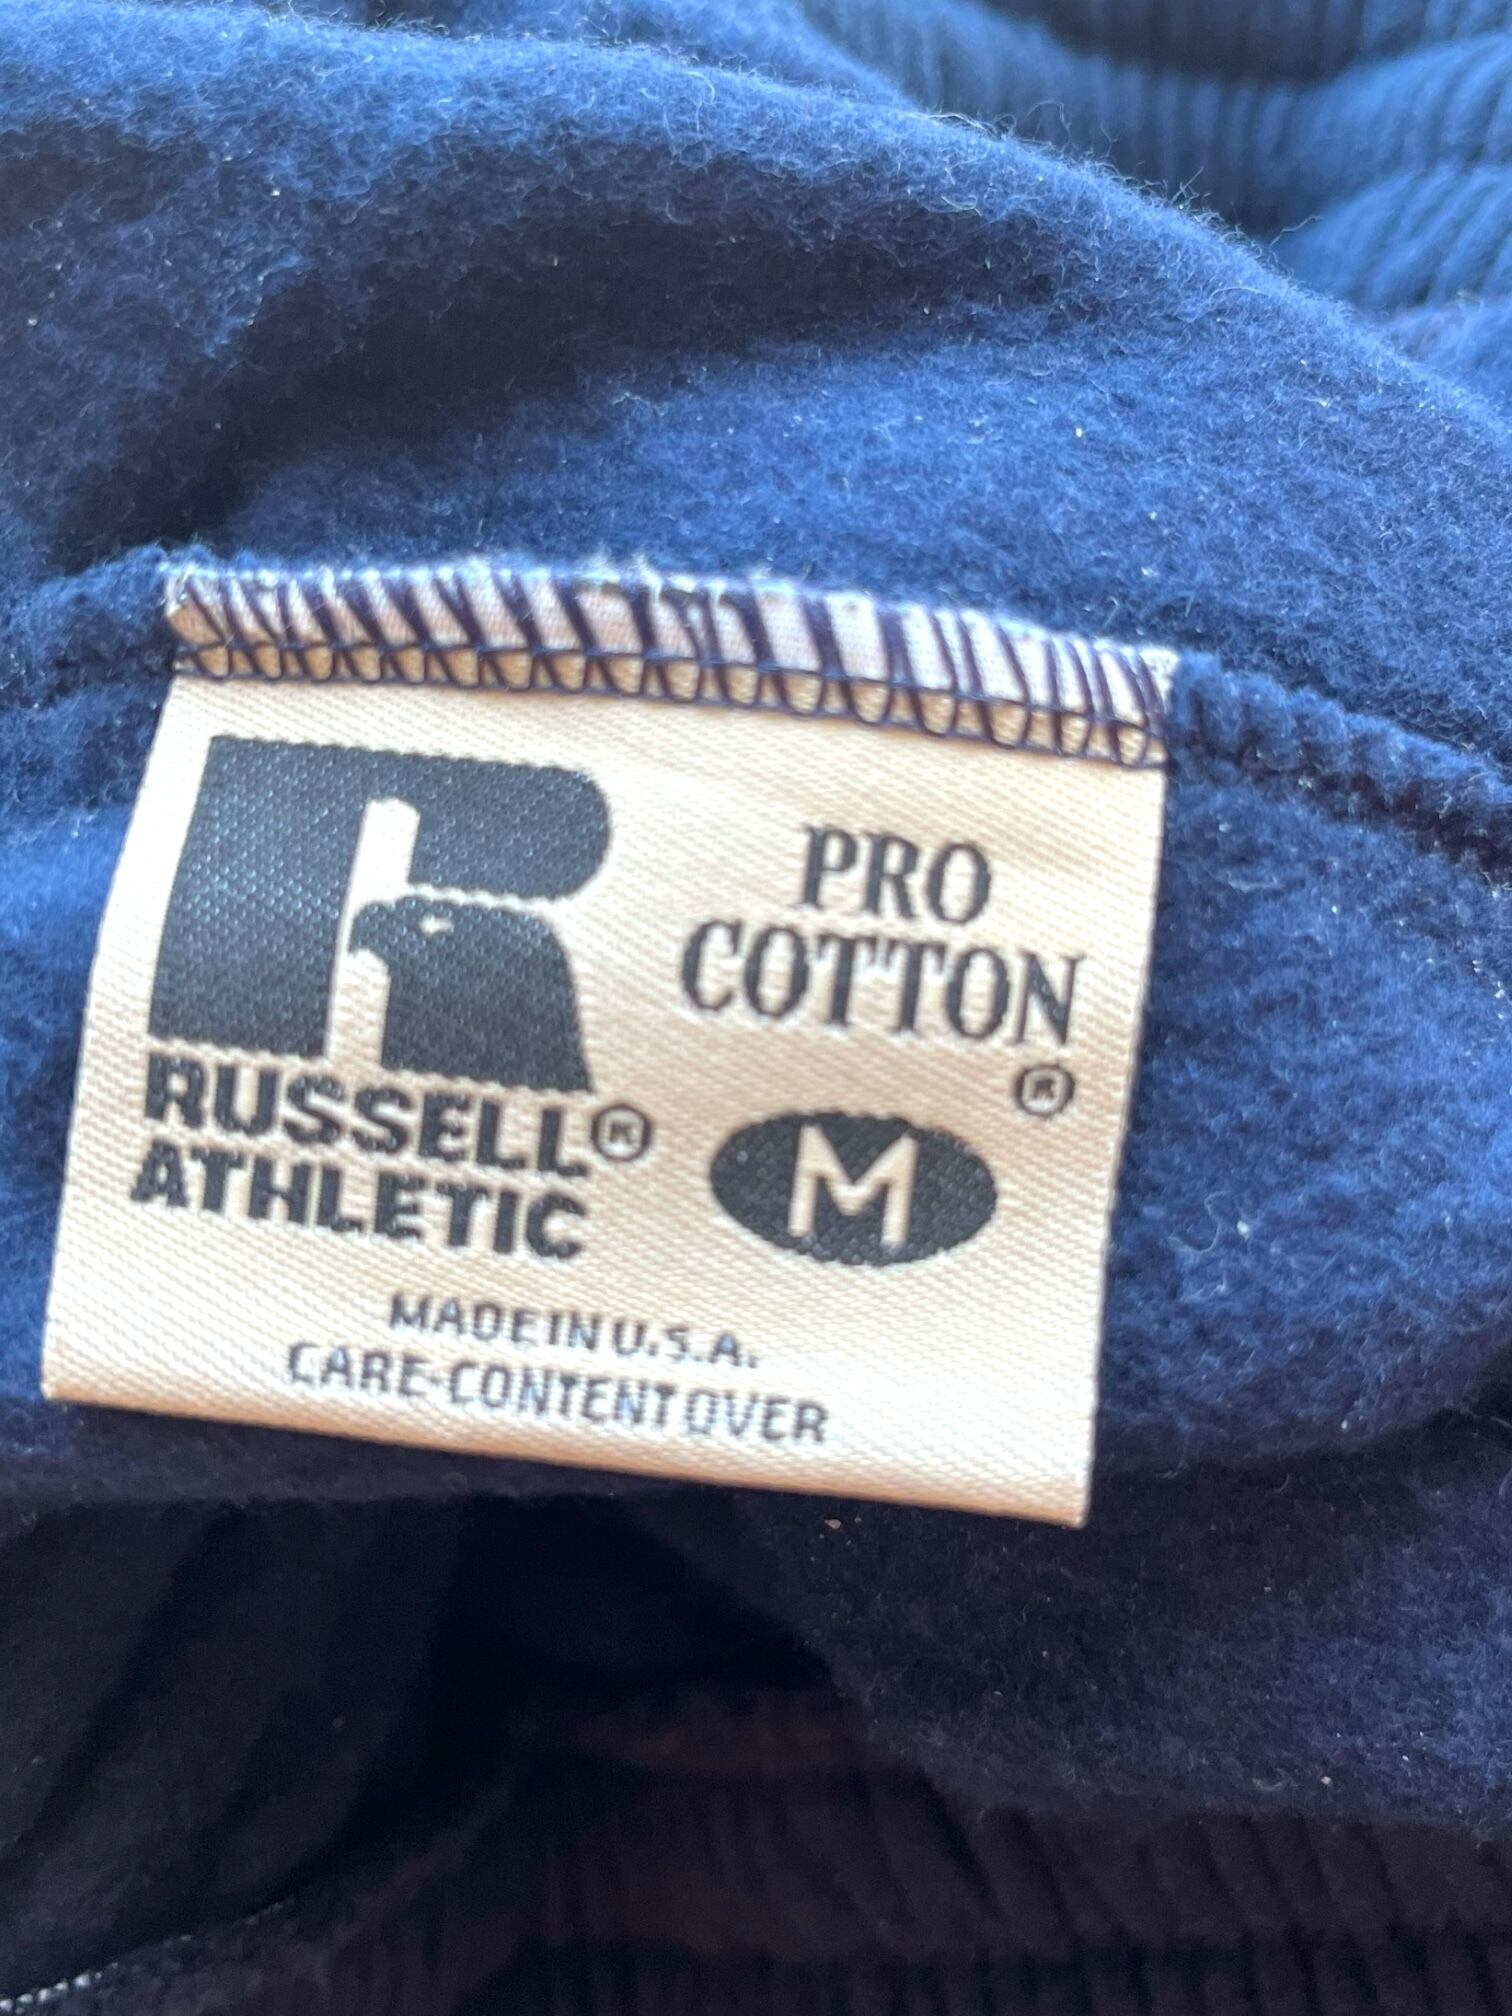 R
RUSSELL®
ATHLETIC
PRO
COTTON
®
M
MADE IN U.S.A.
CARE-CONTENT OVER